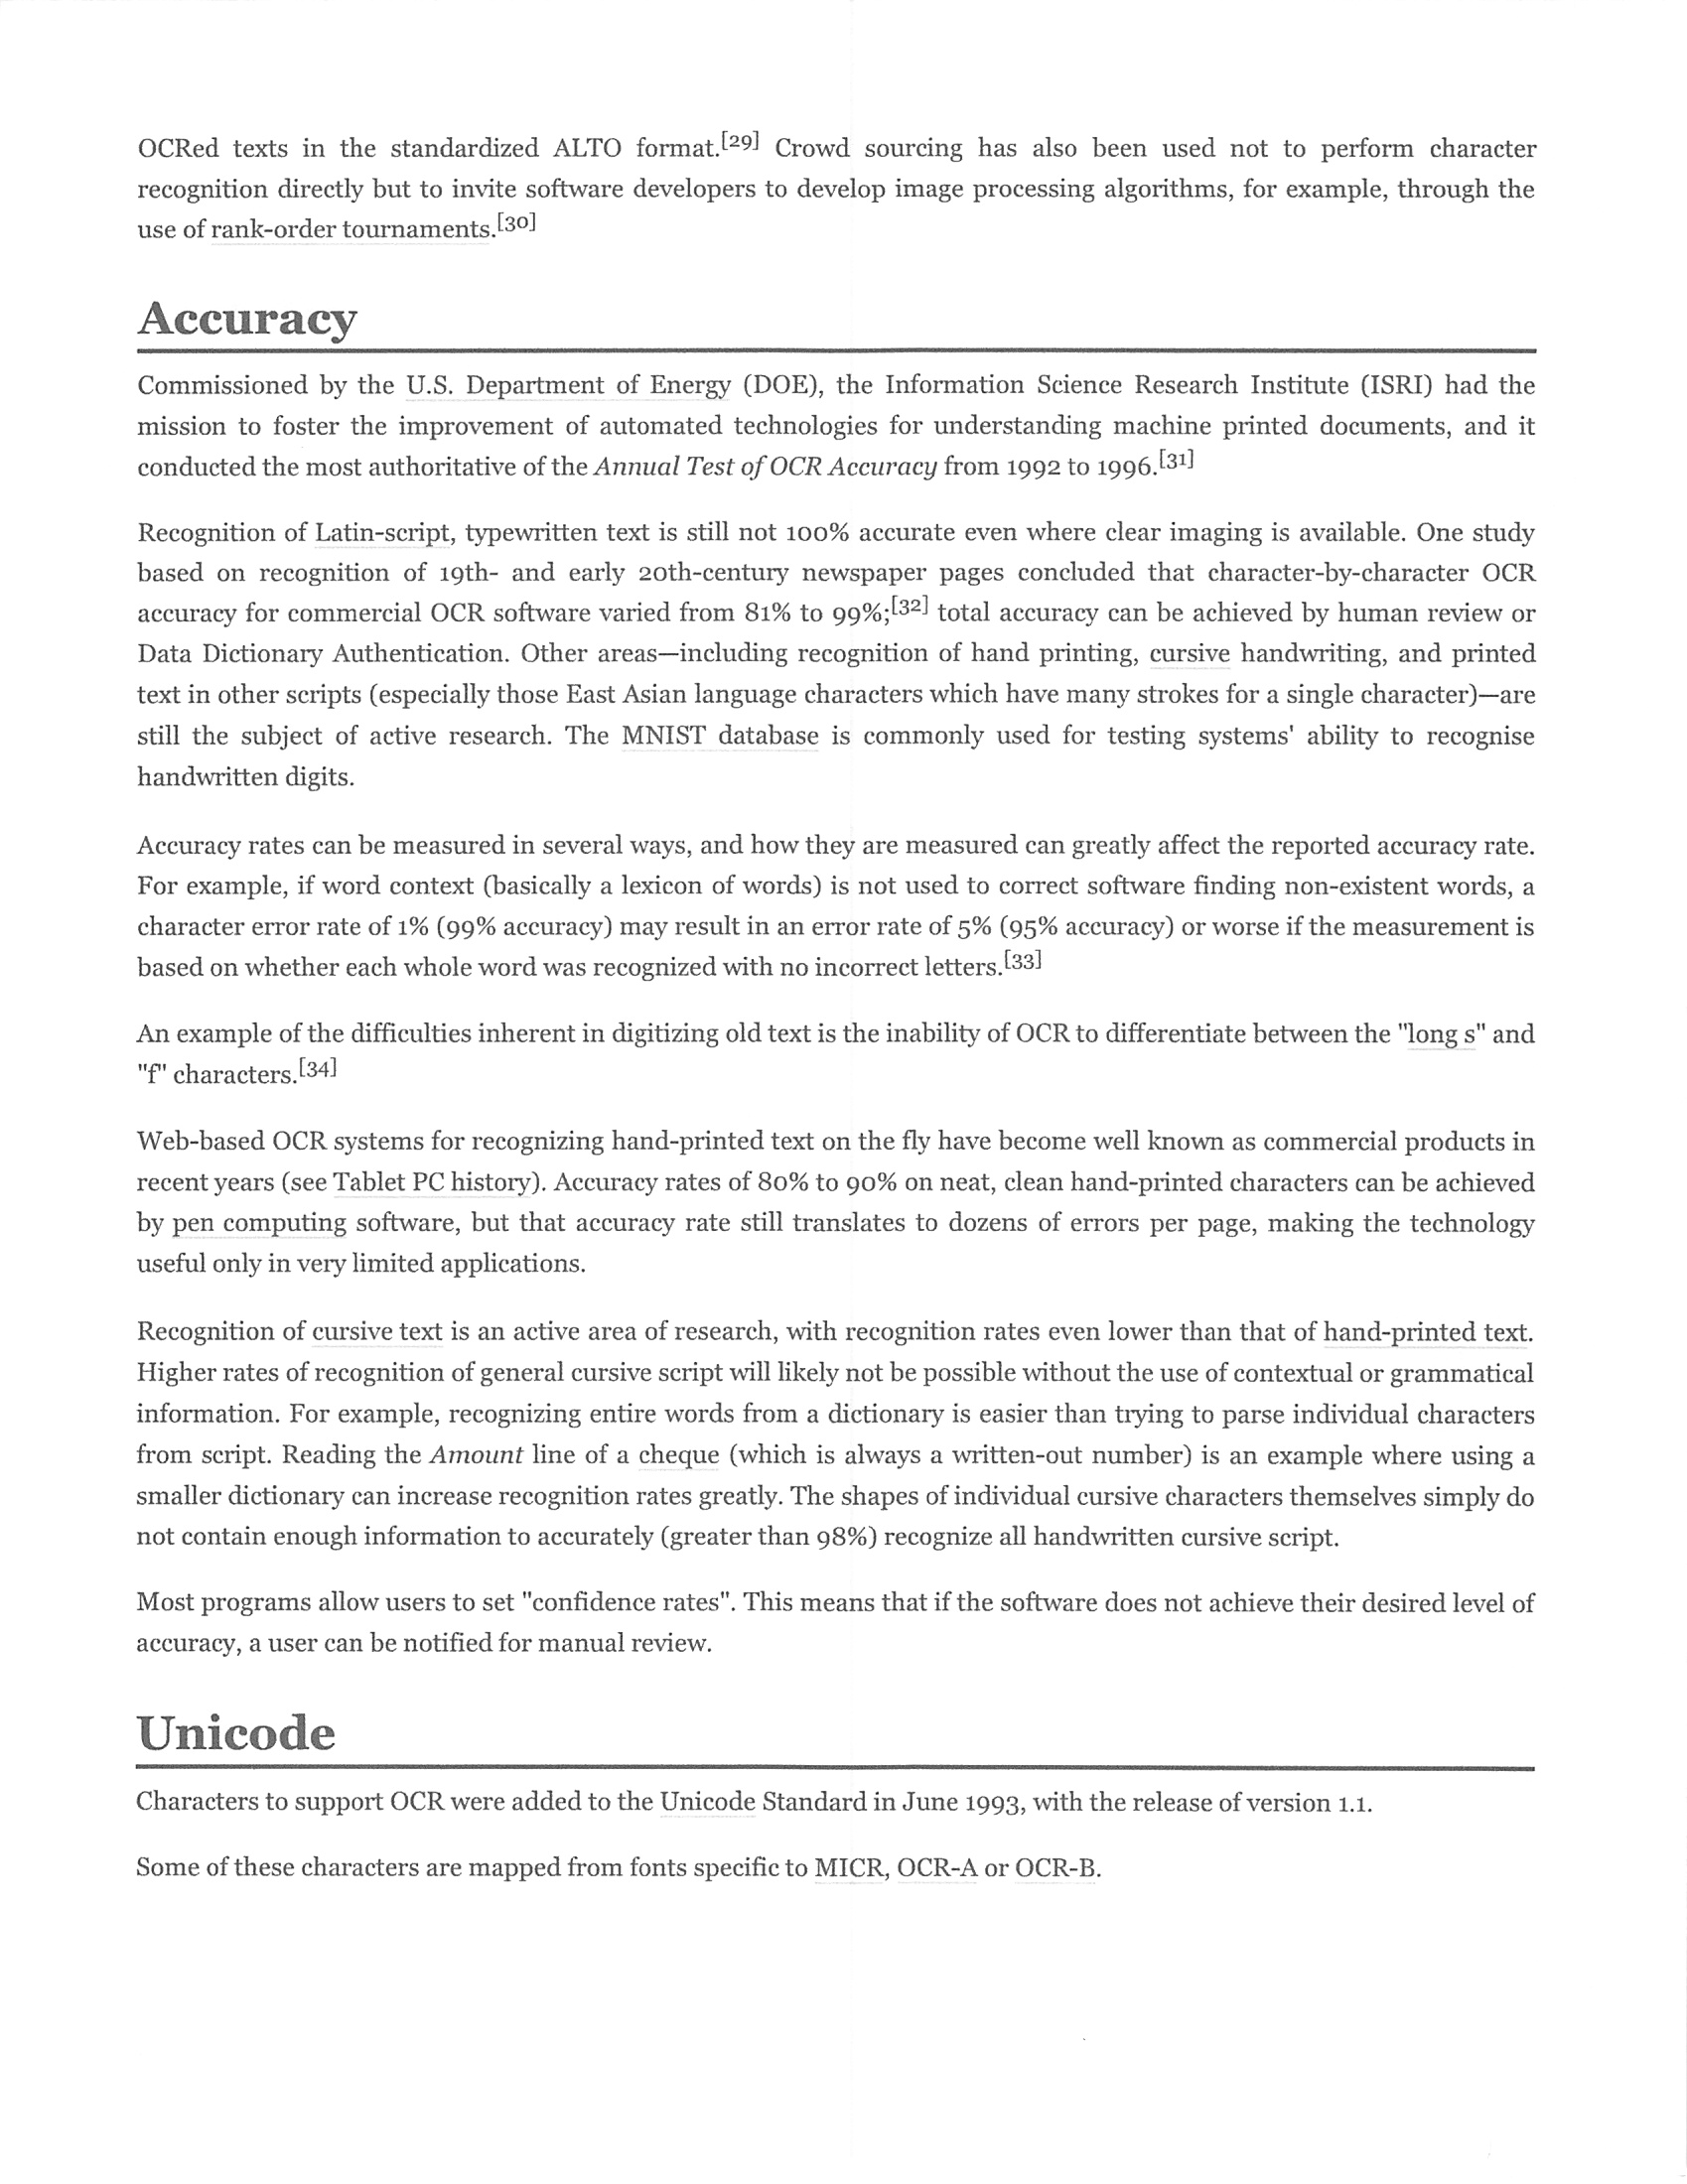 OCRed texts in the standardized ALTO format.[29] Crowd sourcing has also been used not to perform character
recognition directly but to invite software developers to develop image processing algorithms, for example, through the
use of rank-order tournaments.[30]
Accuracy
Commissioned by the U.S. Department of Energy (DOE), the Information Science Research Institute (ISRI) had the
mission to foster the improvement of automated technologies for understanding machine printed documents, and it
conducted the most authoritative of the Annual Test of OCR Accuracy from 1992 to 1996.[31]
Recognition of Latin-script, typewritten text is still not 100% accurate even where clear imaging is available. One study
based on recognition of 19th- and early 20th-century newspaper pages concluded that character-by-character OCR
accuracy for commercial OCR software varied from 81% to 99%;[32] total accuracy can be achieved by human review or
Data Dictionary Authentication. Other areas—including recognition of hand printing, cursive handwriting, and printed
text in other scripts (especially those East Asian language characters which have many strokes for a single character)—are
still the subject of active research. The MNIST database is commonly used for testing systems' ability to recognise
handwritten digits.
Accuracy rates can be measured in several ways, and how they are measured can greatly affect the reported accuracy rate.
For example, if word context (basically a lexicon of words) is not used to correct software finding non-existent words, a
character error rate of 1% (99% accuracy) may result in an error rate of 5% (95% accuracy) or worse if the measurement is
based on whether each whole word was recognized with no incorrect letters.[33]
An example of the difficulties inherent in digitizing old text is the inability of OCR to differentiate between the "long s" and
"f" characters.[34]
Web-based OCR systems for recognizing hand-printed text on the fly have become well known as commercial products in
recent years (see Tablet PC history). Accuracy rates of 80% to 90% on neat, clean hand-printed characters can be achieved
by pen computing software, but that accuracy rate still translates to dozens of errors per page, making the technology
useful only in very limited applications.
Recognition of cursive text is an active area of research, with recognition rates even lower than that of hand-printed text.
Higher rates of recognition of general cursive script will likely not be possible without the use of contextual or grammatical
information. For example, recognizing entire words from a dictionary is easier than trying to parse individual characters
from script. Reading the Amount line of a cheque (which is always a written-out number) is an example where using a
smaller dictionary can increase recognition rates greatly. The shapes of individual cursive characters themselves simply do
not contain enough information to accurately (greater than 98%) recognize all handwritten cursive script.
Most programs allow users to set "confidence rates". This means that if the software does not achieve their desired level of
accuracy, a user can be notified for manual review.
Unicode
Characters to support OCR were added to the Unicode Standard in June 1993, with the release of version 1.1.
Some of these characters are mapped from fonts specific to MICR, OCR-A or OCR-B.